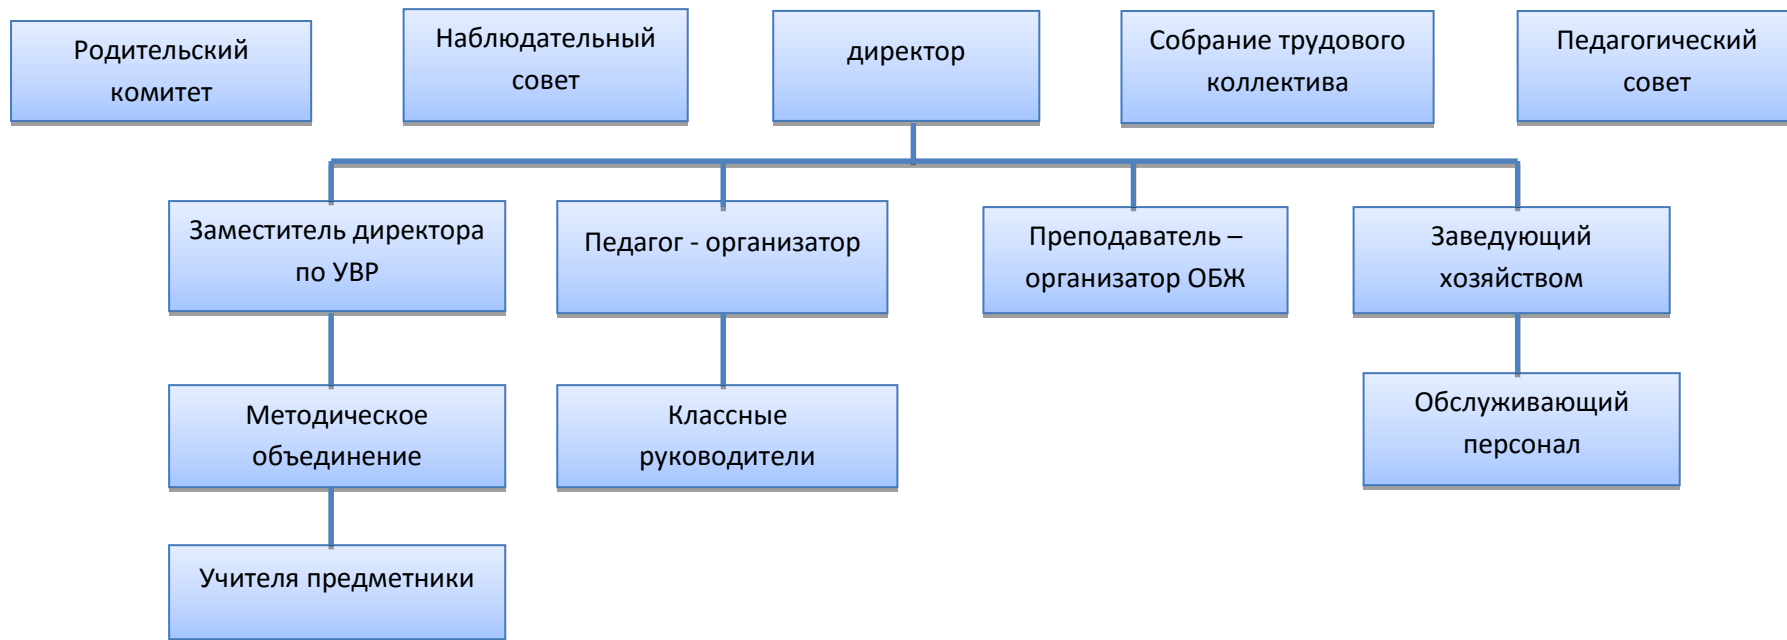 Родительский
комитет
Наблюдательный
совет
директор
Собрание трудового
коллектива
Педагогический
совет
Заместитель директора
по УВР
Педагог - организатор
Преподаватель –
организатор ОБЖ
Заведующий
хозяйством
Методическое
объединение
Классные
руководители
Обслуживающий
персонал
Учителя предметники